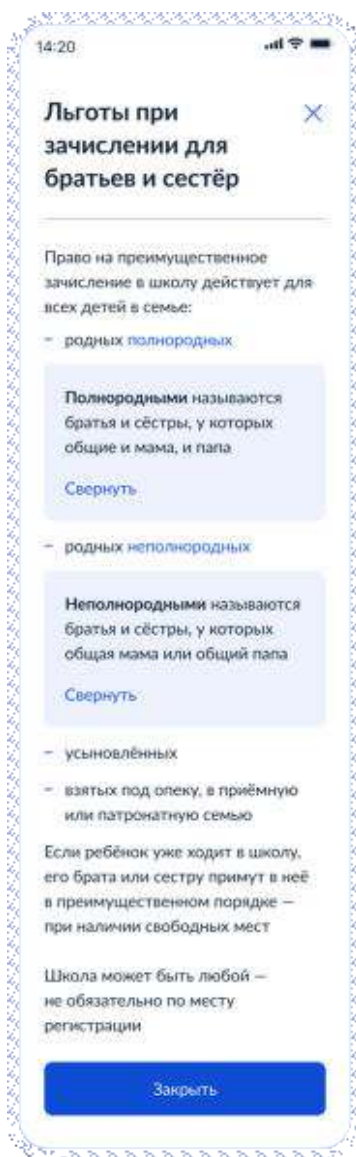 14:20
Льготы при
зачислении для
братьев и сестёр
Право на преимущественное
зачисление в школу действует для
всех детей в семье:
– родных полнородных
Полнородными называются
братья и сёстры, у которых
общие и мама, и папа
Свернуть
– родных неполнородных
Неполнородными называются
братья и сёстры, у которых
общая мама или общий папа
Свернуть
– усыновлённых
– взятых под опеку, в приёмную
или патронатную семью
Если ребёнок уже ходит в школу,
его брата или сестру примут в неё
в преимущественном порядке —
при наличии свободных мест
Школа может быть любой —
не обязательно по месту
регистрации
Закрыть